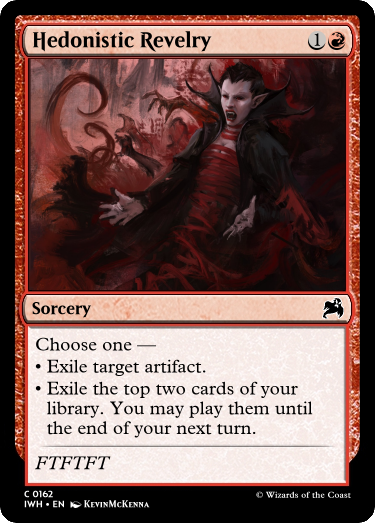 Hedonistic Revelry 1
Sorcery
Choose one —
• Exile target artifact.
• Exile the top two cards of your
library. You may play them until
the end of your next turn.
FTFTFT
C 0162
IWH • EN KevinMcKenna
© Wizards of the Coast